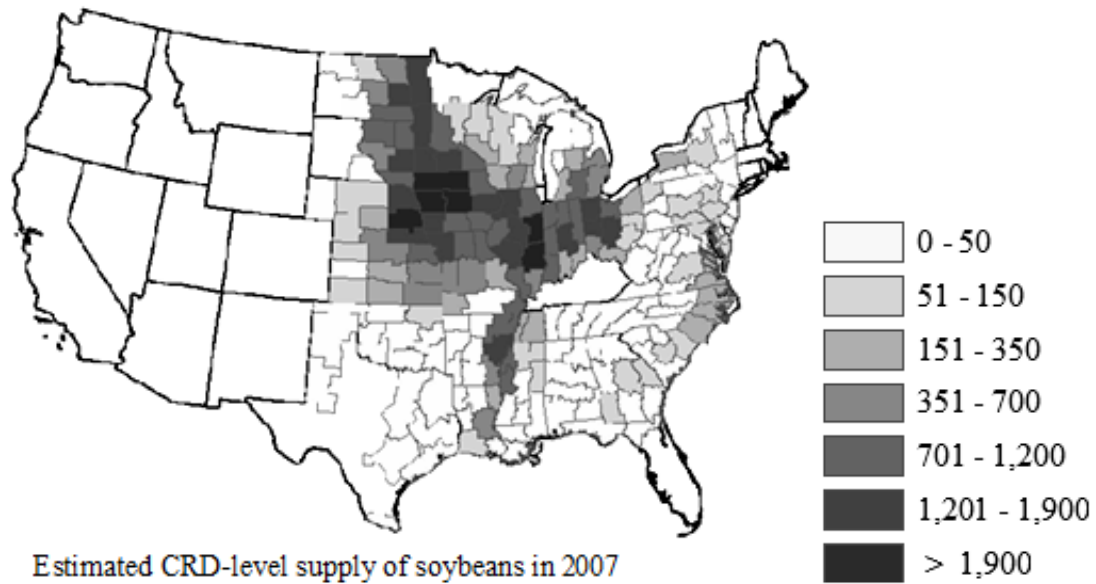 0 - 50
51 - 150
151 - 350
351 - 700
701 - 1,200
1,201 - 1,900
> 1,900
Estimated CRD-level supply of soybeans in 2007